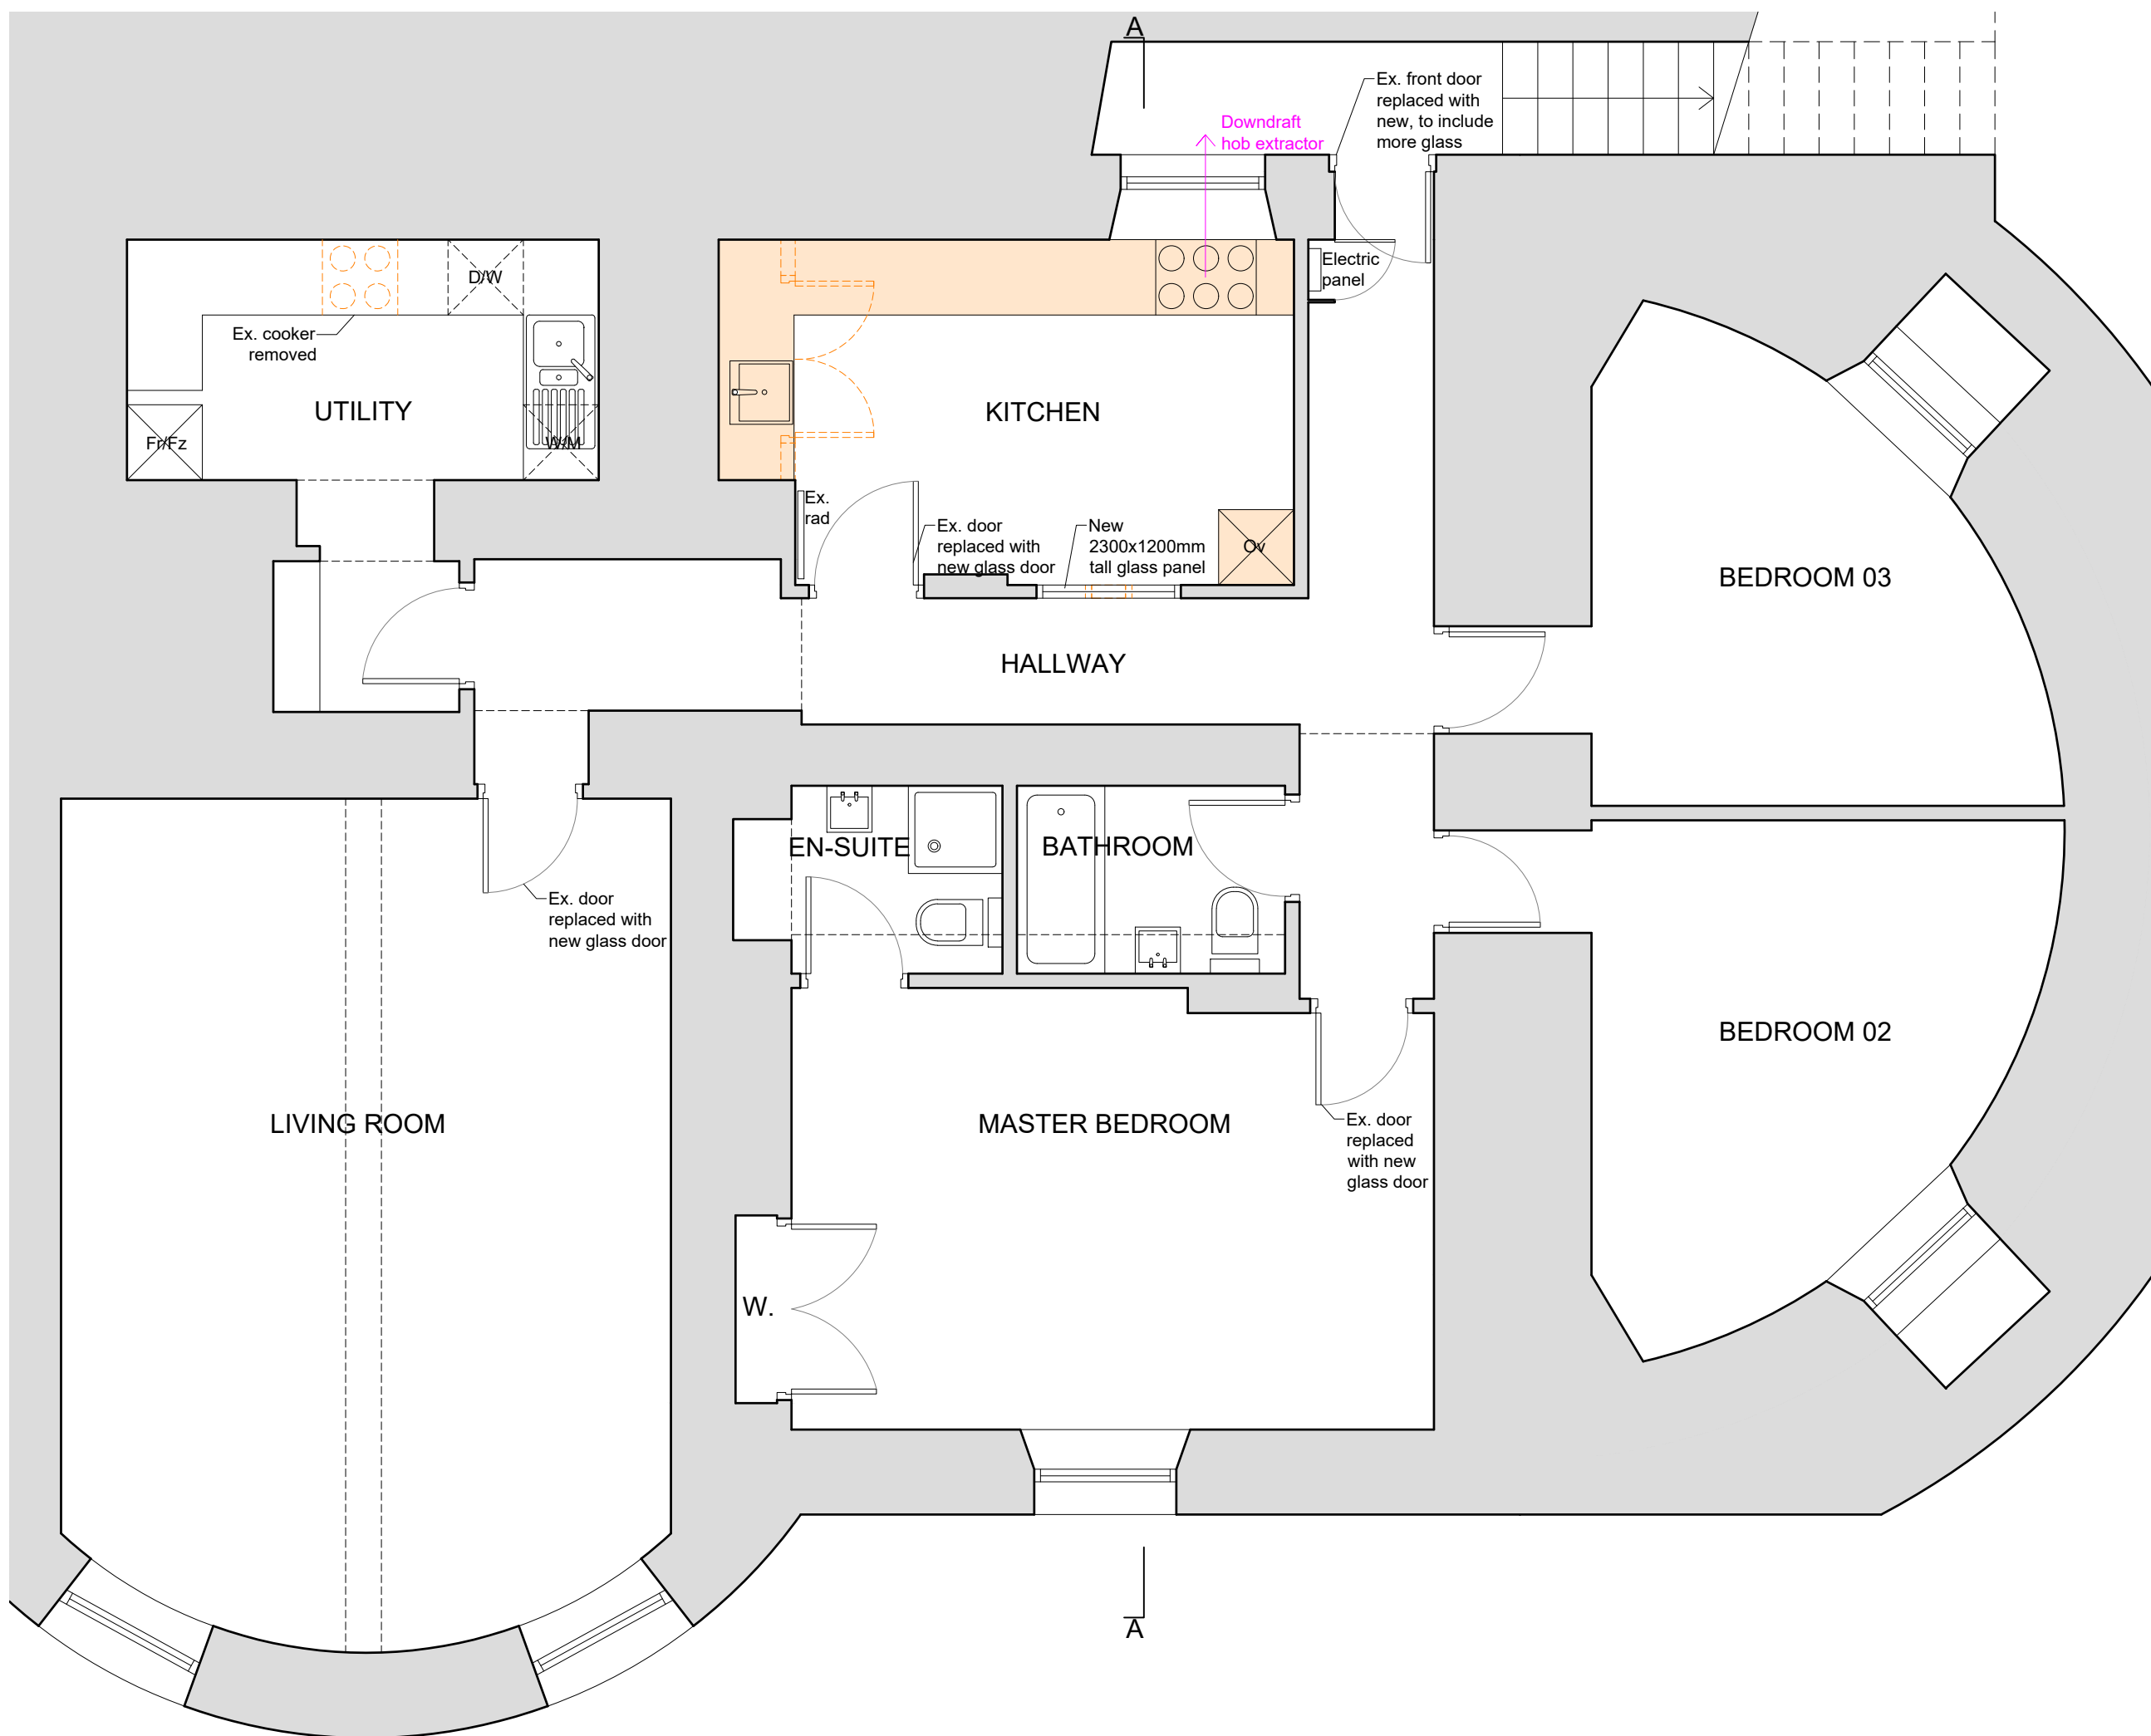 A
Ex. front door
replaced with
new, to include
more glass
Downdraft
hob extractor
Electric
panel
D/W
Ex. cooker
removed
UTILITY
Fr/Fz
W/M
KITCHEN
Ex.
rad
Ex. door
replaced with
new glass door
New
2300x1200mm
tall glass panel
Ov
BEDROOM 03
HALLWAY
EN-SUITE
BATHROOM
Ex. door
replaced with
new glass door
BEDROOM 02
LIVING ROOM
MASTER BEDROOM
Ex. door
replaced
with new
glass door
W.
A